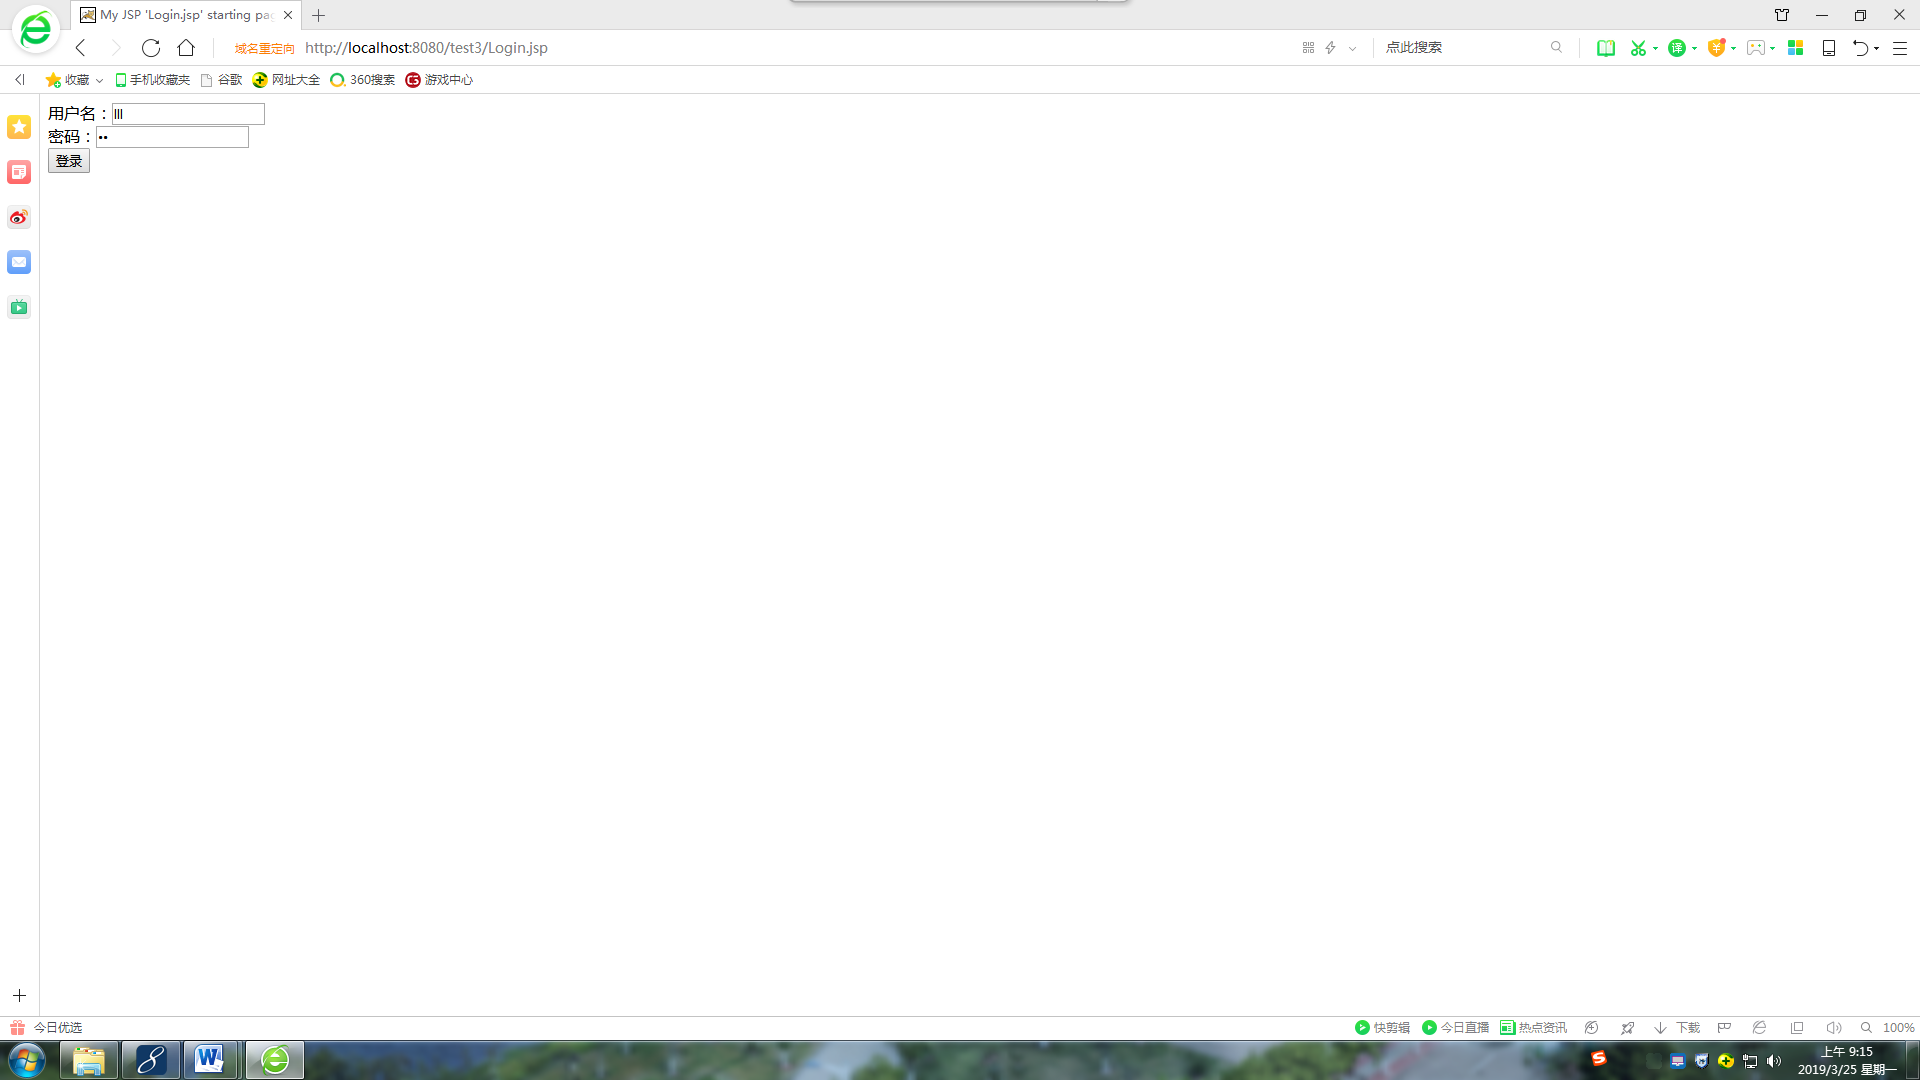 My JSP 'Login.jsp' starting pag
域名重定向 http://localhost:8080/test3/Login.jsp
点此搜索
译
收藏 手机收藏夹 谷歌 网址大全 360搜索 游戏中心
用户名：lll
密码：••
登录
今日优选
快剪辑 今日直播 热点资讯 下载 100%
上午 9:15
2019/3/25 星期一